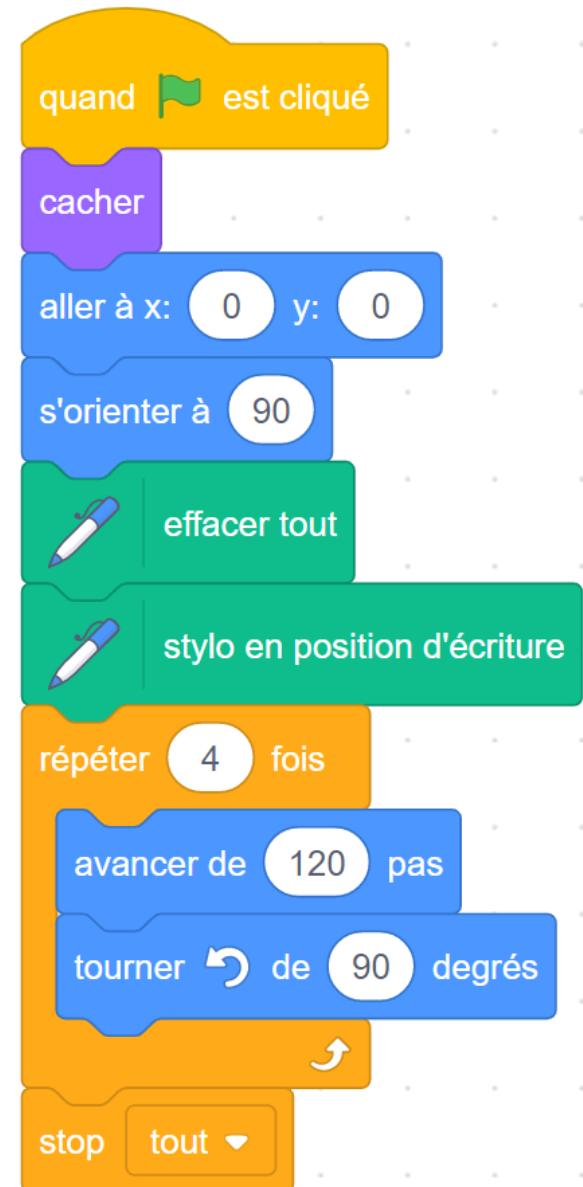 quand est cliqué
cacher
aller à x: 0 y: 0
s'orienter à 90
effacer tout
stylo en position d'écriture
répéter 4 fois
avancer de 120 pas
tourner de 90 degrés
stop tout